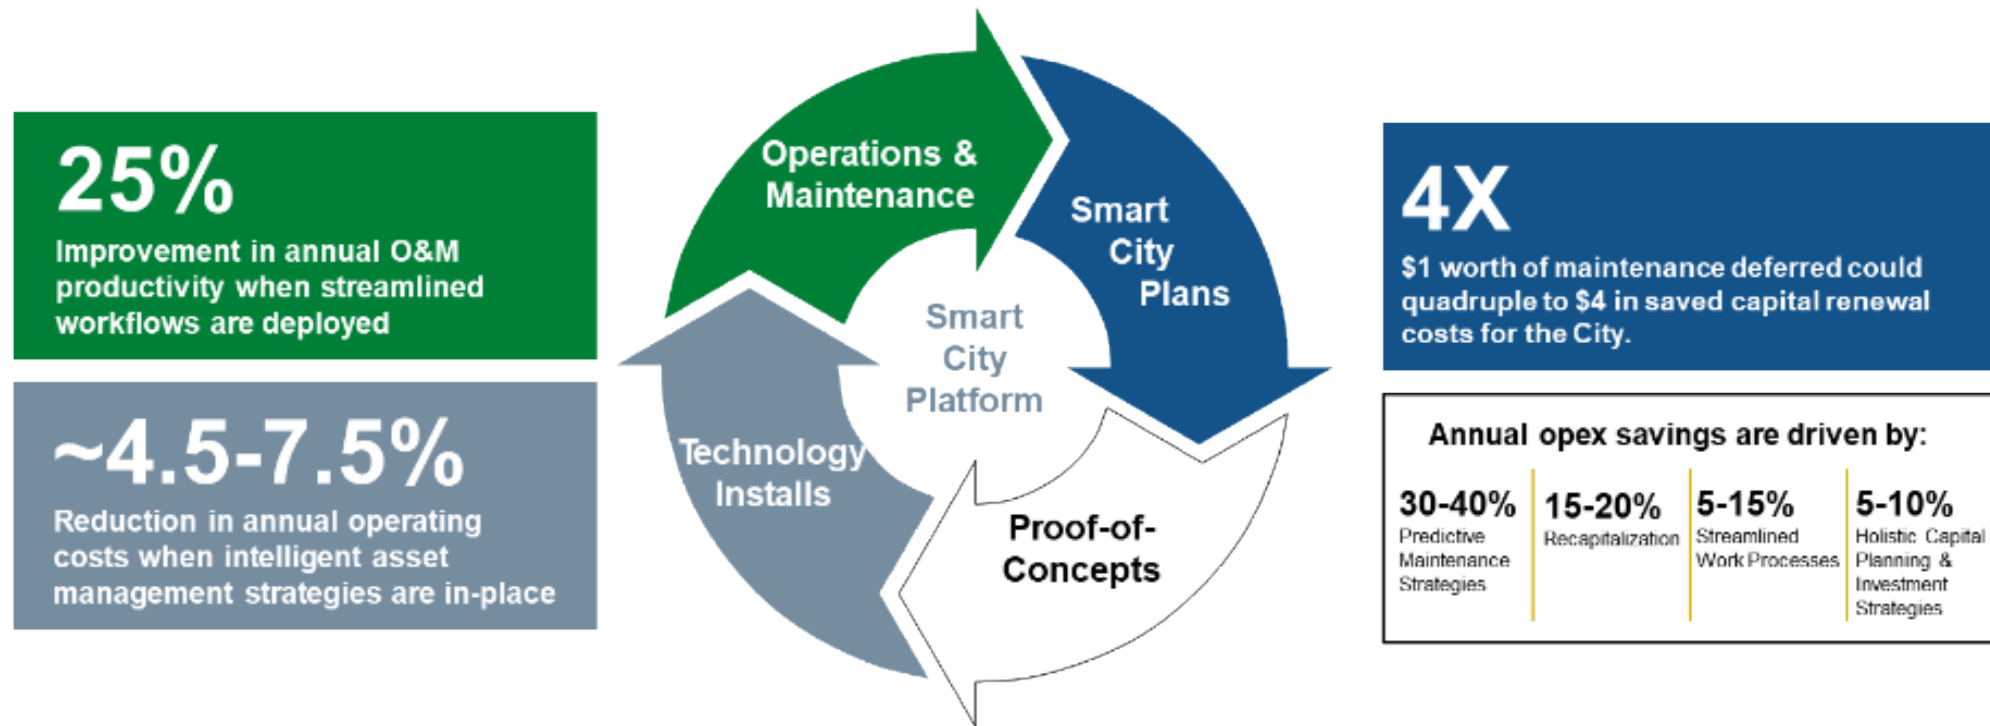 25%
Improvement in annual O&M
productivity when streamlined
workflows are deployed
~4.5-7.5%
Reduction in annual operating
costs when intelligent asset
management strategies are in-place
Operations &
Maintenance
Smart
City
Plans
Smart
City
Platform
Technology
Installs
Proof-of-
Concepts
4X
$1 worth of maintenance deferred could
quadruple to $4 in saved capital renewal
costs for the City.
Annual opex savings are driven by:
30-40%
Predictive
Maintenance
Strategies
15-20%
Recapitalization
5-15%
Streamlined
Work Processes
5-10%
Holistic Capital
Planning &
Investment
Strategies